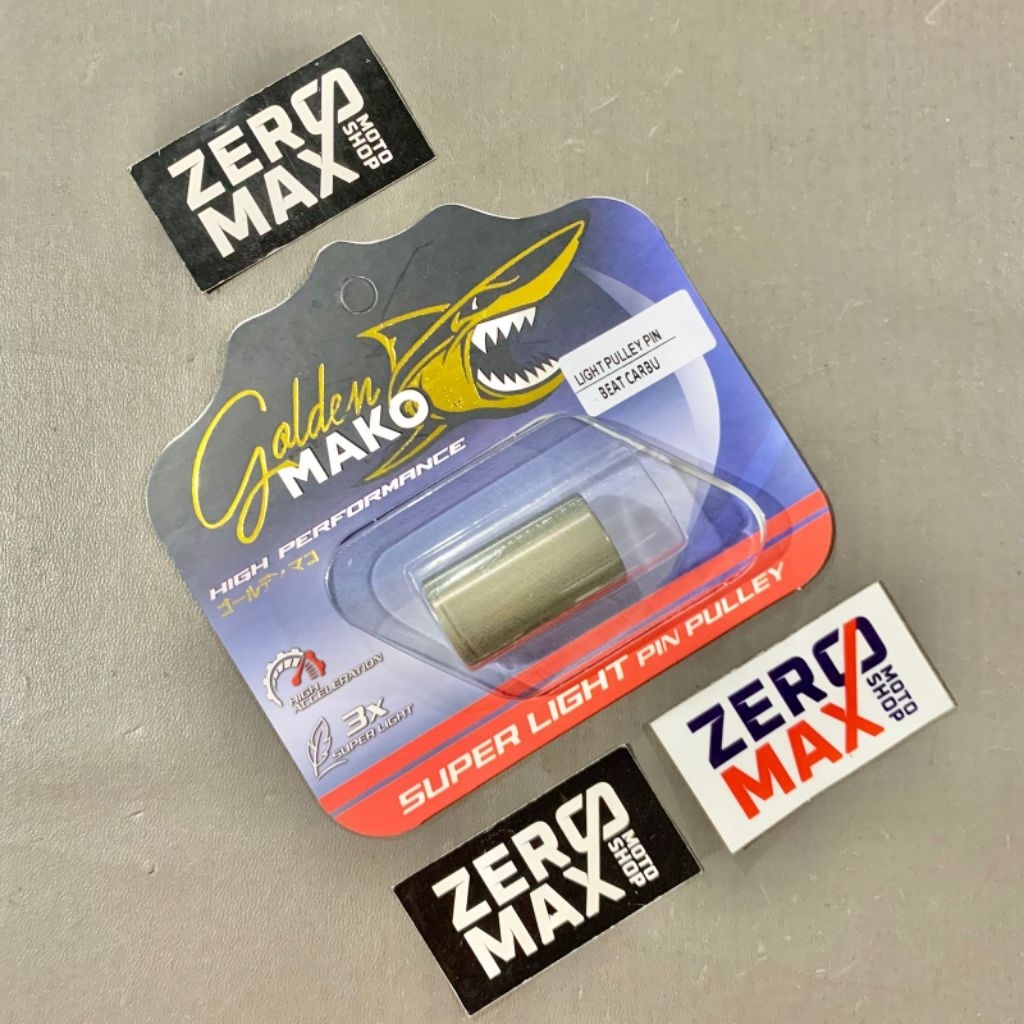 ZERO
MAX
MOTO
SHOP
Golden
MAKO
HIGH PERFORMANCE
ゴールデン マコ
LIGHT PULLEY PIN
BEAT CARBU
HIGH
ACCELERATION
3X
SUPER LIGHT
SUPER LIGHT PIN PULLEY
ZERO
MAX
MOTO
SHOP
ZERO
MAX
MOTO
SHOP